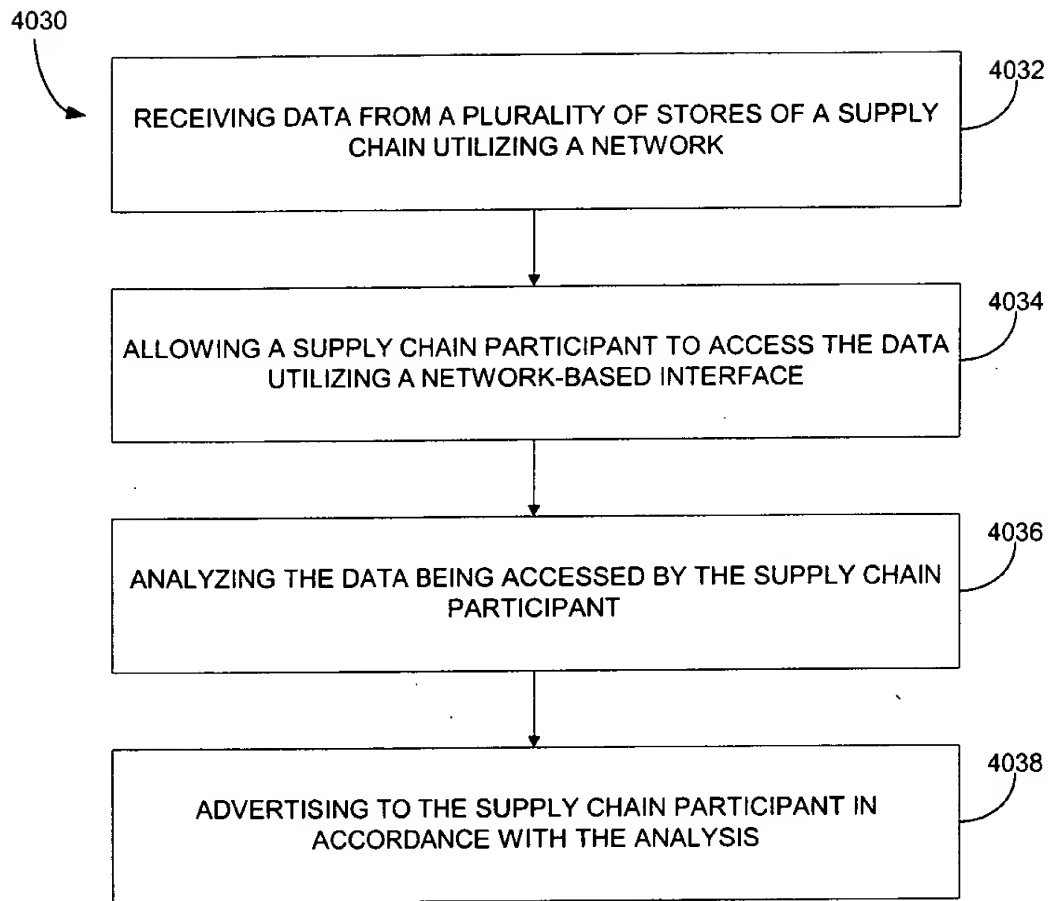 4030
4032
RECEIVING DATA FROM A PLURALITY OF STORES OF A SUPPLY
CHAIN UTILIZING A NETWORK
4034
ALLOWING A SUPPLY CHAIN PARTICIPANT TO ACCESS THE DATA
UTILIZING A NETWORK-BASED INTERFACE
4036
ANALYZING THE DATA BEING ACCESSED BY THE SUPPLY CHAIN
PARTICIPANT
4038
ADVERTISING TO THE SUPPLY CHAIN PARTICIPANT IN
ACCORDANCE WITH THE ANALYSIS